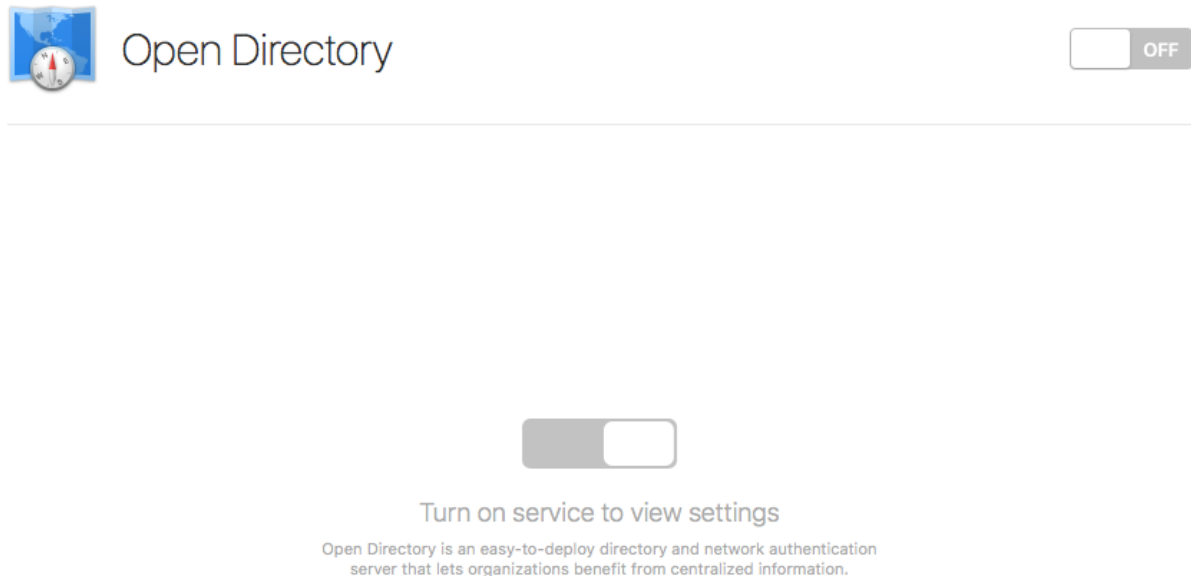 Open Directory
OFF
Turn on service to view settings
Open Directory is an easy-to-deploy directory and network authentication
server that lets organizations benefit from centralized information.